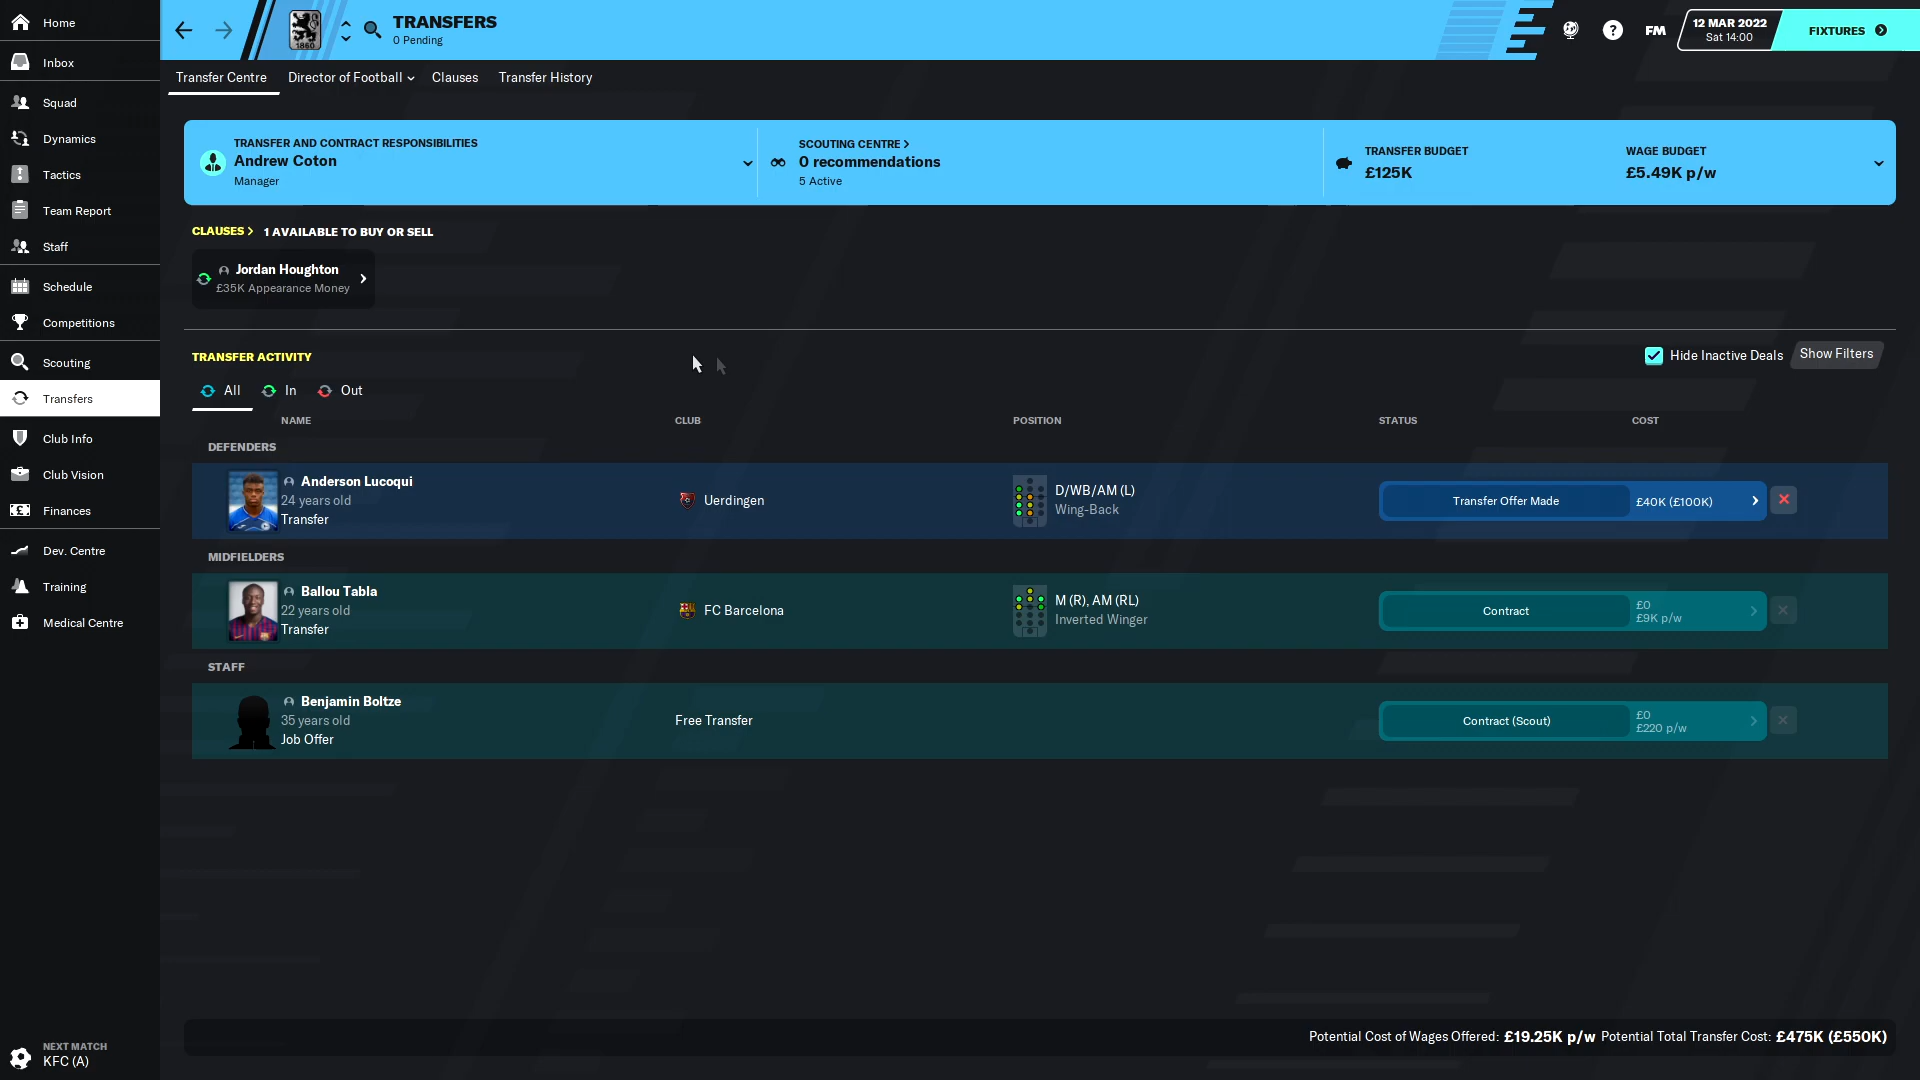 Home
Inbox
Squad
Dynamics
Tactics
Team Report
Staff
Schedule
Competitions
Scouting
Transfers
Club Info
Club Vision
Finances
Dev. Centre
Training
Medical Centre
NEXT MATCH
KFC (A)
1860
TRANSFERS
0 Pending
?
FM
12 MAR 2022
Sat 14:00
FIXTURES
Transfer Centre
Director of Football
Clauses
Transfer History
TRANSFER AND CONTRACT RESPONSIBILITIES
Andrew Coton
Manager
SCOUTING CENTRE >
0 recommendations
5 Active
TRANSFER BUDGET
£125K
WAGE BUDGET
£5.49K p/w
CLAUSES > 1 AVAILABLE TO BUY OR SELL
Jordan Houghton
£35K Appearance Money
TRANSFER ACTIVITY
Hide Inactive Deals
Show Filters
All
In
Out
NAME CLUB POSITION STATUS COST
DEFENDERS
Anderson Lucoqui
24 years old
Transfer
Uerdingen
D/WB/AM (L)
Wing-Back
Transfer Offer Made
£40K (£100K)
MIDFIELDERS
Ballou Tabla
22 years old
Transfer
FC Barcelona
M (R), AM (RL)
Inverted Winger
Contract
£0
£9K p/w
STAFF
Benjamin Boltze
35 years old
Job Offer
Free Transfer
Contract (Scout)
£0
£220 p/w
Potential Cost of Wages Offered: £19.25K p/w Potential Total Transfer Cost: £475K (£550K)